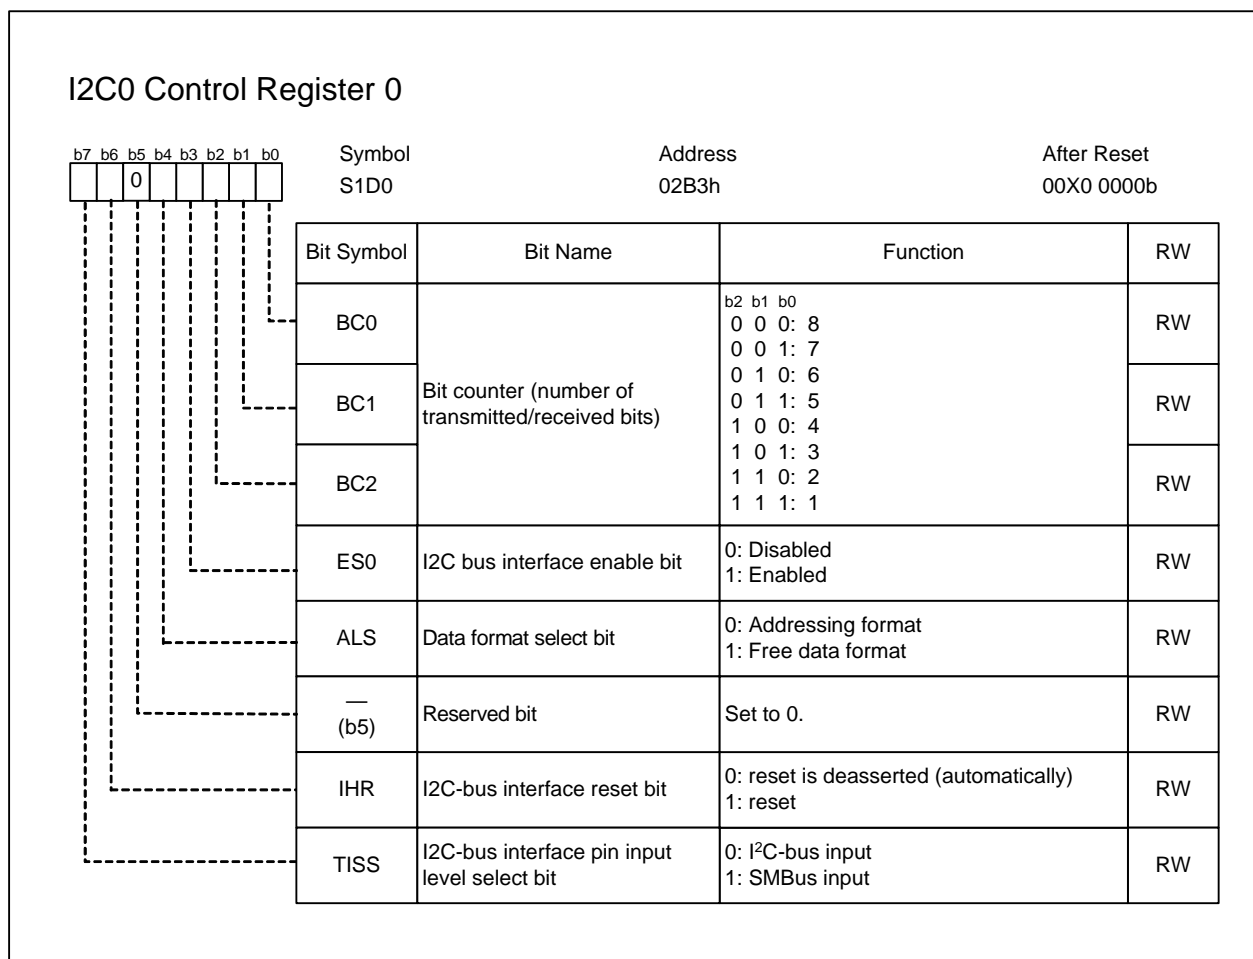 I2C0 Control Register 0
b7 b6 b5 b4 b3 b2 b1 b0
0
Symbol Address After Reset
S1D0 02B3h 00X0 0000b
Bit Symbol Bit Name Function RW
BC0 RW
BC1 RW
BC2 RW
Bit counter (number of
transmitted/received bits)
b2 b1 b0
0 0 0: 8
0 0 1: 7
0 1 0: 6
0 1 1: 5
1 0 0: 4
1 0 1: 3
1 1 0: 2
1 1 1: 1
ES0 I2C bus interface enable bit 0: Disabled RW
1: Enabled
ALS Data format select bit 0: Addressing format RW
1: Free data format
—
(b5) Reserved bit Set to 0. RW
IHR I2C-bus interface reset bit 0: reset is deasserted (automatically) RW
1: reset
TISS I2C-bus interface pin input 0: I²C-bus input RW
level select bit 1: SMBus input